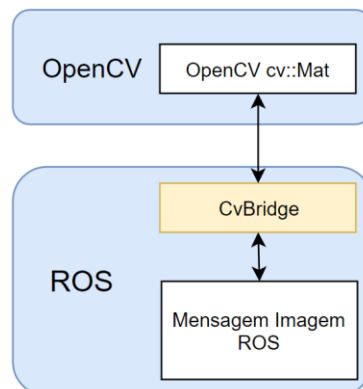 OpenCV
OpenCV cv::Mat
CvBridge
ROS
Mensagem Imagem
ROS